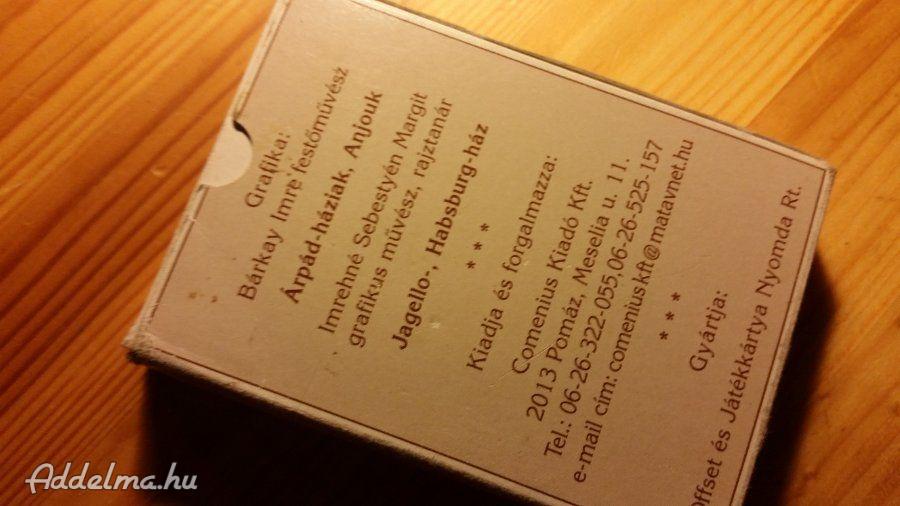 Grafika:
Bárkay Imre festőművész
Árpád-háziak, Anjouk
Imrehné Sebestyén Margit
grafikus művész, rajztanár
Jagello-, Habsburg-ház
* * *
Kiadja és forgalmazza:
Comenius Kiadó Kft.
2013 Pomáz, Meselia u. 11.
Tel.: 06-26-322-055,06-26-525-157
e-mail cím: comeniuskft@matavnet.hu
* * *
Gyártja:
Offset és Játékkártya Nyomda Rt.
Addelma.hu